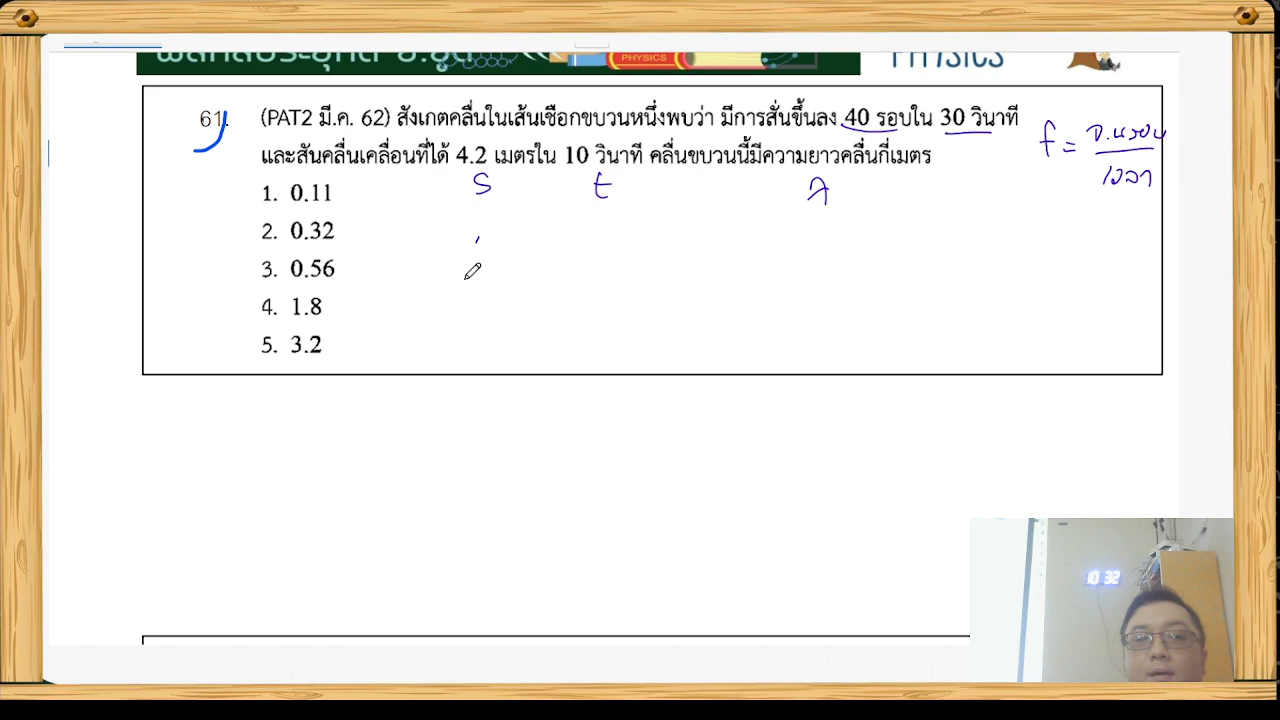 PHYSICS
PHYSICS
61. (PAT2 มี.ค. 62) สังเกตคลื่นในเส้นเชือกขบวนหนึ่งพบว่า มีการสั่นขึ้นลง 40 รอบใน 30 วินาที
และสันคลื่นเคลื่อนที่ได้ 4.2 เมตรใน 10 วินาที คลื่นขบวนนี้มีความยาวคลื่นกี่เมตร
f = จ.นรอบ
เวลา
S t λ
1. 0.11
2. 0.32
3. 0.56
4. 1.8
5. 3.2
10 32